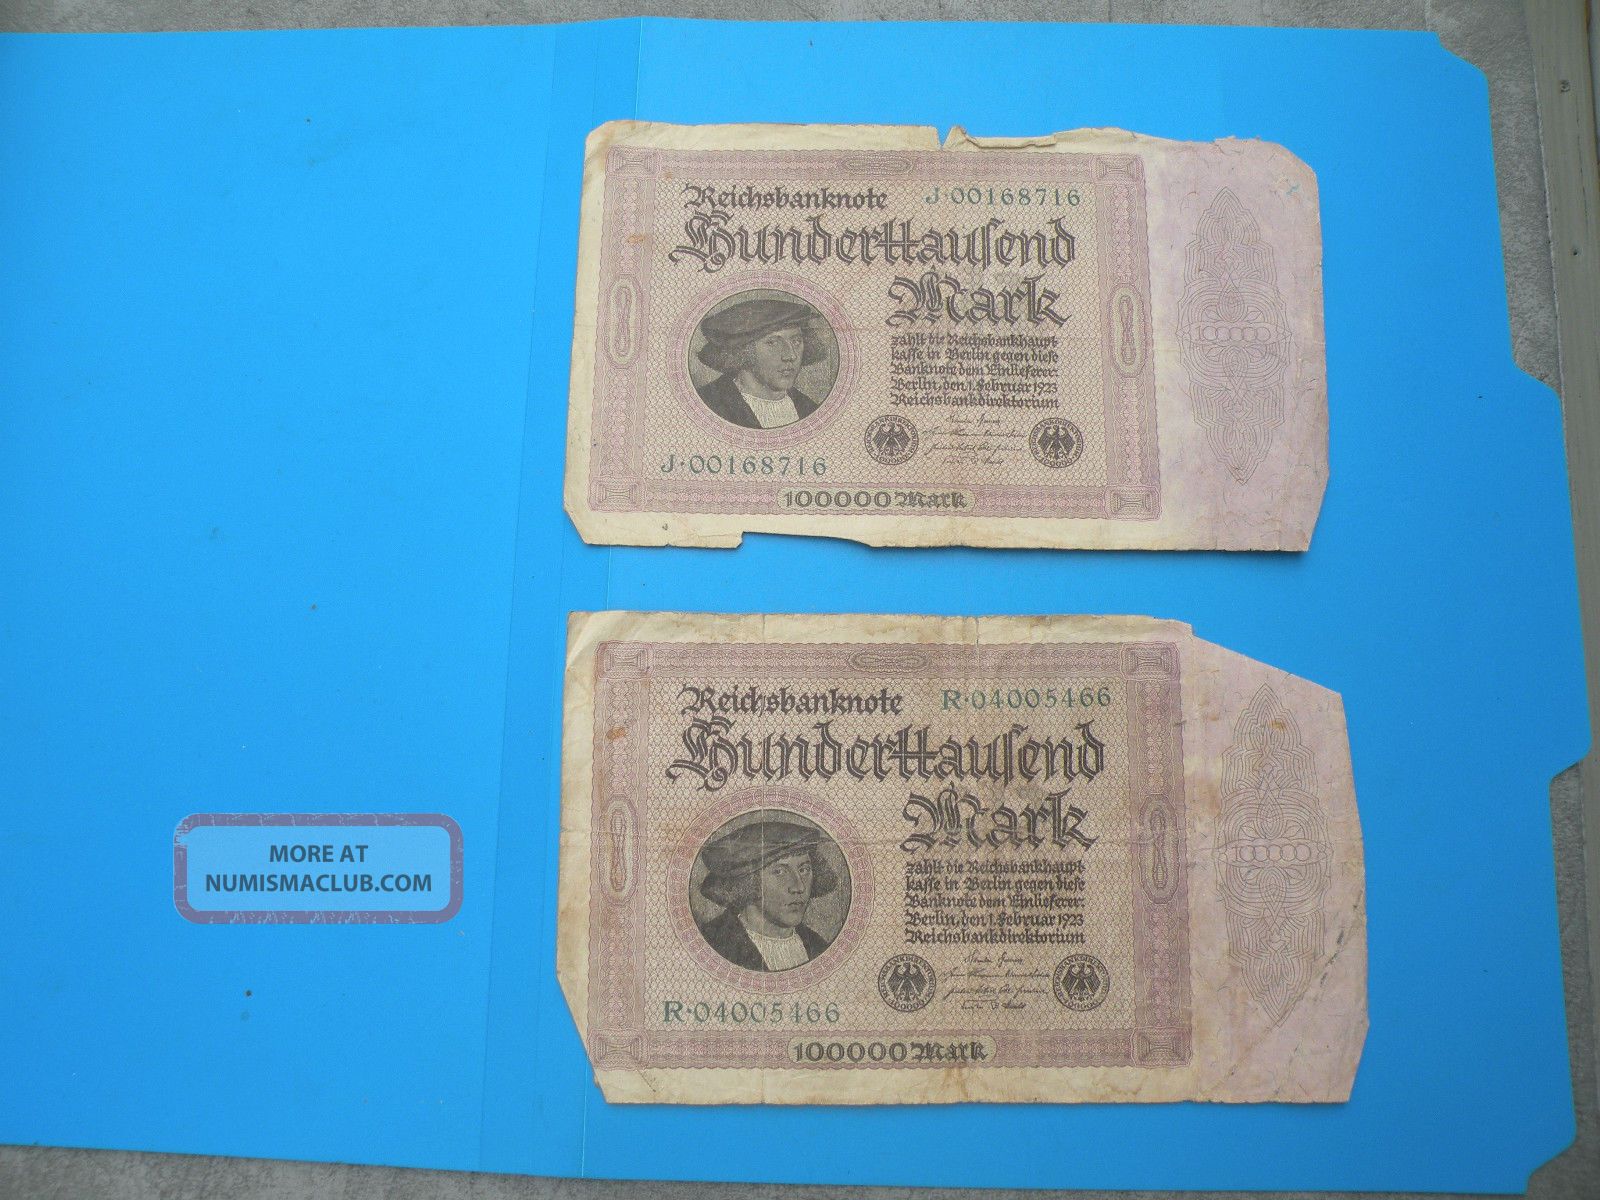 Reichsbanknote J·00168716
Hunderttausend
Mark
zahlt die Reichsbankhaupt-
kasse in Berlin gegen diese
Banknote dem Einlieferer.
Berlin, den 1. Februar 1923
Reichsbankdirektorium
J·00168716
100000 Mark
Reichsbanknote R·04005466
Hunderttausend
Mark
zahlt die Reichsbankhaupt-
kasse in Berlin gegen diese
Banknote dem Einlieferer.
Berlin, den 1. Februar 1923
Reichsbankdirektorium
R·04005466
100000 Mark
MORE AT
NUMISMACLUB.COM